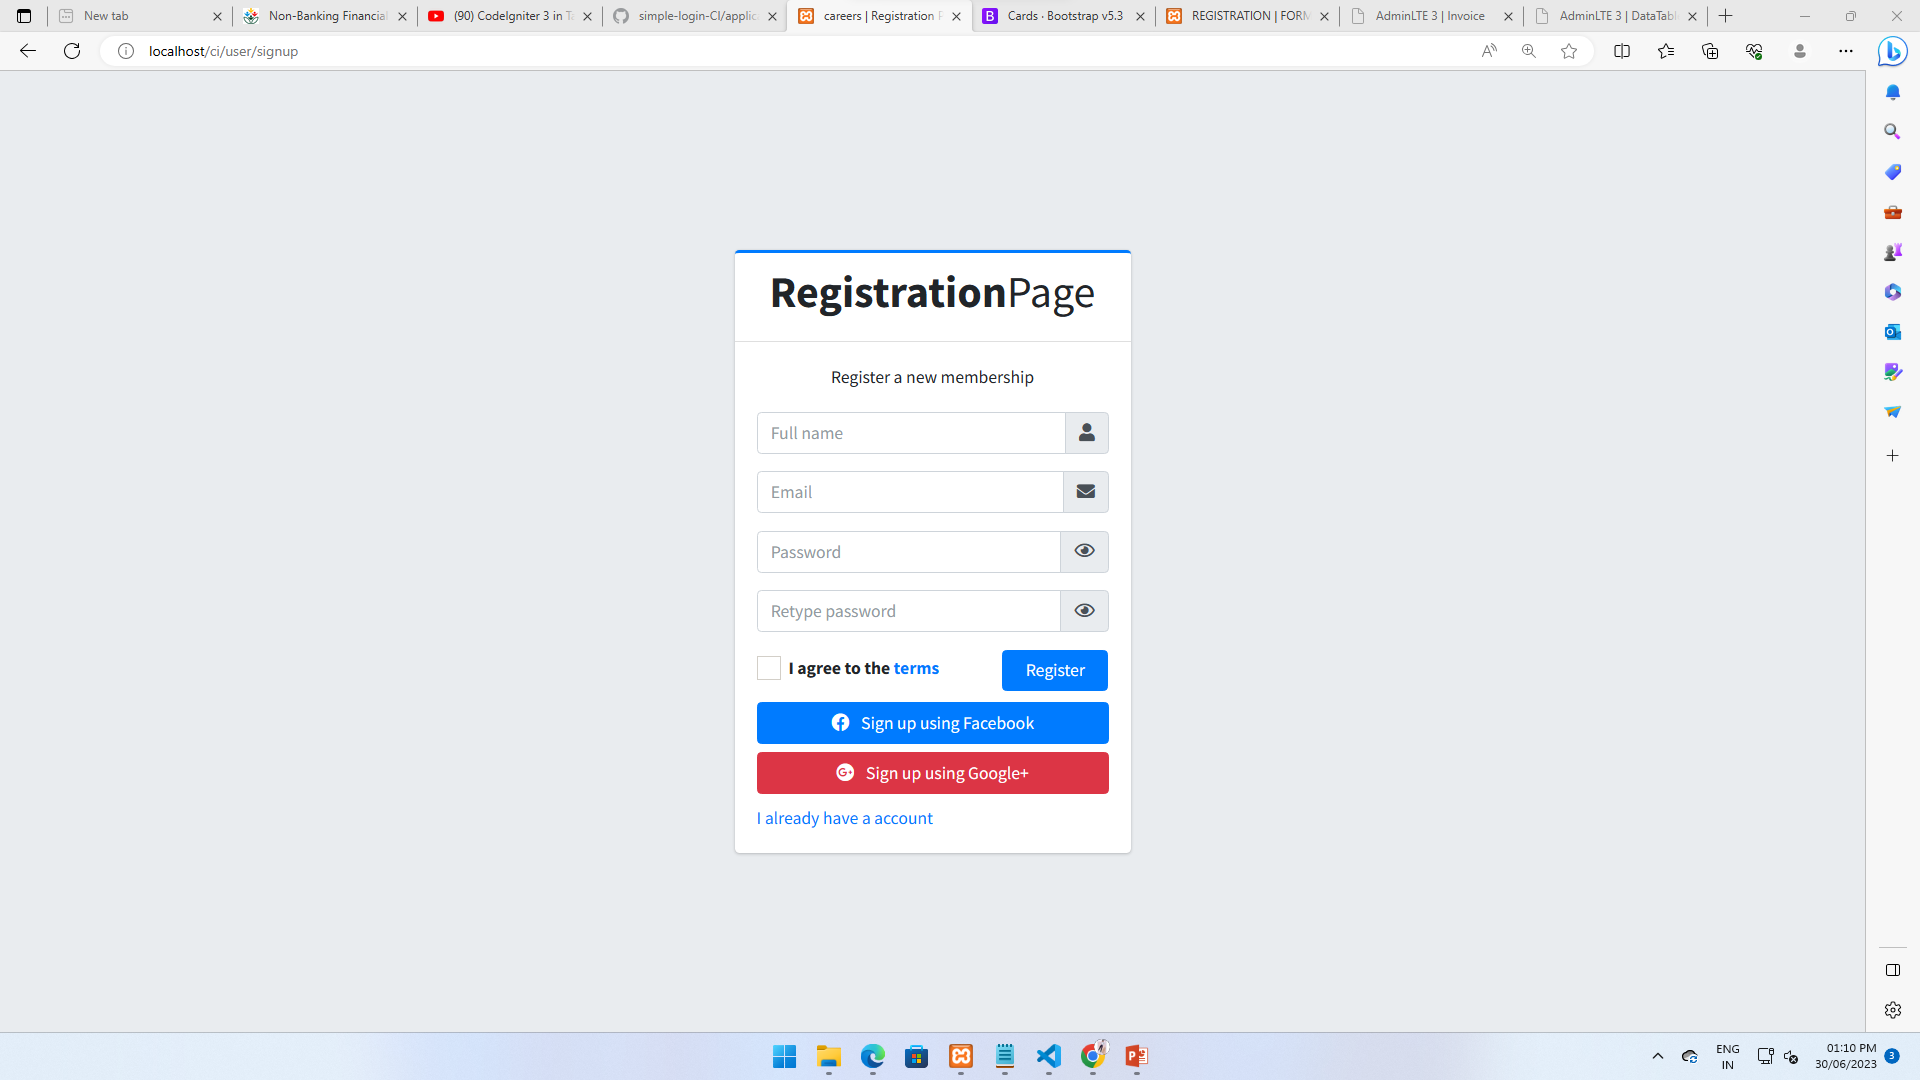 New tab
Non-Banking Financial
(90) CodeIgniter 3 in Ta
simple-login-CI/applica
careers | Registration P
Cards · Bootstrap v5.3
REGISTRATION | FORM
AdminLTE 3 | Invoice
AdminLTE 3 | DataTabl
localhost/ci/user/signup
RegistrationPage
Register a new membership
Full name
Email
Password
Retype password
I agree to the terms
Register
Sign up using Facebook
Sign up using Google+
I already have a account
ENG
IN
01:10 PM
30/06/2023
3